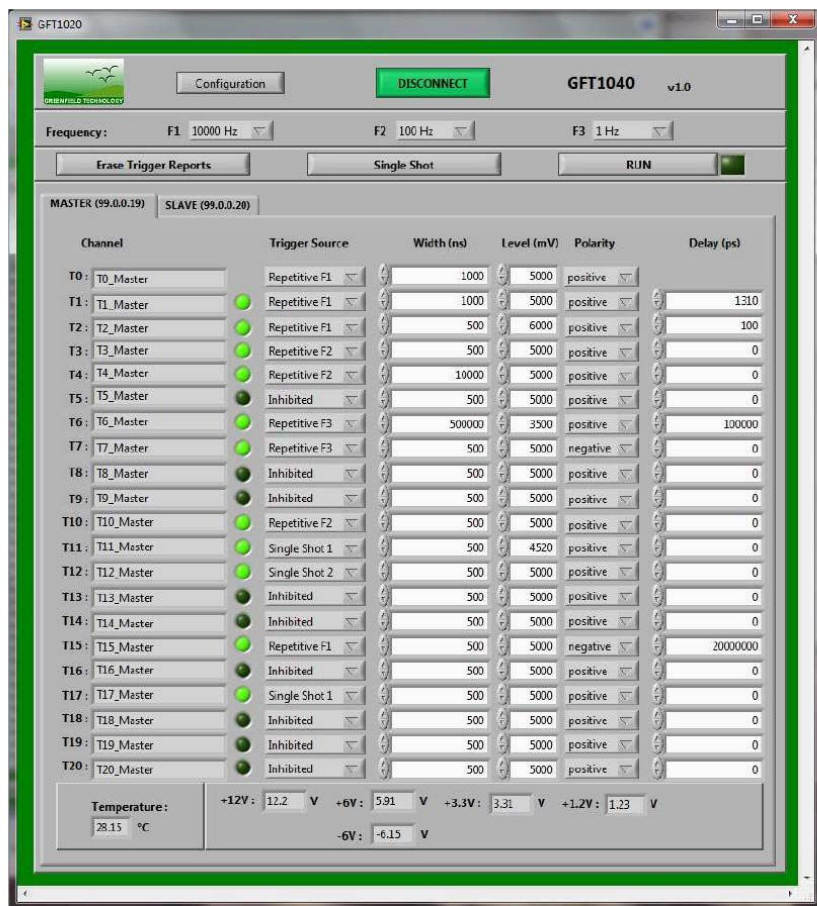 GFT1020
GREENFIELD TECHNOLOGY
Configuration DISCONNECT GFT1040 v1.0
Frequency: F1 10000 Hz F2 100 Hz F3 1 Hz
Erase Trigger Reports Single Shot RUN
MASTER (99.0.0.19) SLAVE (99.0.0.20)
Channel Trigger Source Width (ns) Level (mV) Polarity Delay (ps)
T0: T0_Master Repetitive F1 1000 5000 positive
T1: T1_Master Repetitive F1 1000 5000 positive 1310
T2: T2_Master Repetitive F1 500 6000 positive 100
T3: T3_Master Repetitive F2 500 5000 positive 0
T4: T4_Master Repetitive F2 10000 5000 positive 0
T5: T5_Master Inhibited 500 5000 positive 0
T6: T6_Master Repetitive F3 500000 3500 positive 100000
T7: T7_Master Repetitive F3 500 5000 negative 0
T8: T8_Master Inhibited 500 5000 positive 0
T9: T9_Master Inhibited 500 5000 positive 0
T10: T10_Master Repetitive F2 500 5000 positive 0
T11: T11_Master Single Shot 1 500 4520 positive 0
T12: T12_Master Single Shot 2 500 5000 positive 0
T13: T13_Master Inhibited 500 5000 positive 0
T14: T14_Master Inhibited 500 5000 positive 0
T15: T15_Master Repetitive F1 500 5000 negative 20000000
T16: T16_Master Inhibited 500 5000 positive 0
T17: T17_Master Single Shot 1 500 5000 positive 0
T18: T18_Master Inhibited 500 5000 positive 0
T19: T19_Master Inhibited 500 5000 positive 0
T20: T20_Master Inhibited 500 5000 positive 0
Temperature: +12V: 12.2 V +6V: 5.91 V +3.3V: 3.31 V +1.2V: 1.23 V
28.15 °C -6V: -6.15 V